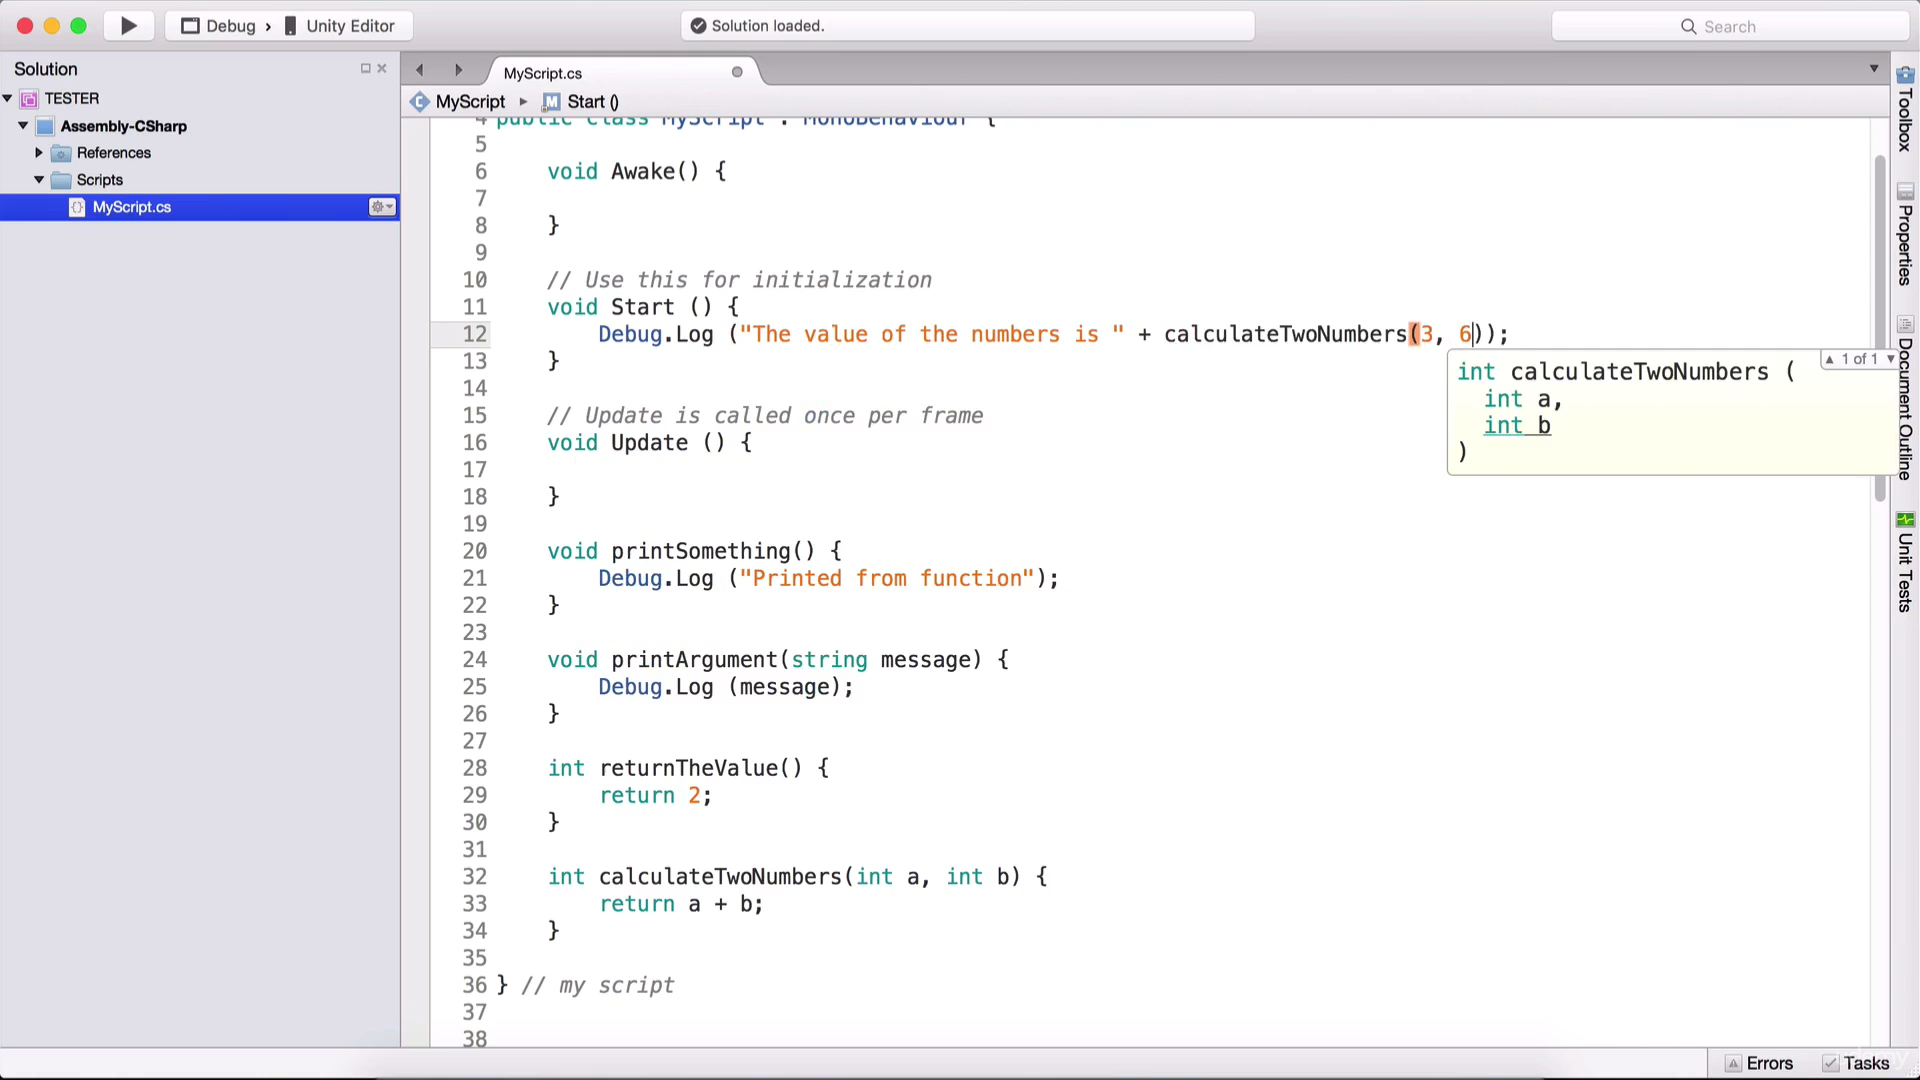 Debug › Unity Editor
Solution loaded.
Search
Solution
TESTER
Assembly-CSharp
References
Scripts
MyScript.cs
MyScript.cs
MyScript ▸ Start ()
4 public class MyScript : MonoBehaviour {
5
6 void Awake() {
7
8 }
9
10 // Use this for initialization
11 void Start () {
12 Debug.Log ("The value of the numbers is " + calculateTwoNumbers(3, 6));
13 }
14
15 // Update is called once per frame
16 void Update () {
17
18 }
19
20 void printSomething() {
21 Debug.Log ("Printed from function");
22 }
23
24 void printArgument(string message) {
25 Debug.Log (message);
26 }
27
28 int returnTheValue() {
29 return 2;
30 }
31
32 int calculateTwoNumbers(int a, int b) {
33 return a + b;
34 }
35
36 } // my script
37
38
▲ 1 of 1 ▼
int calculateTwoNumbers (
int a,
int b
)
Toolbox
Properties
Document Outline
Unit Tests
Errors
Tasks